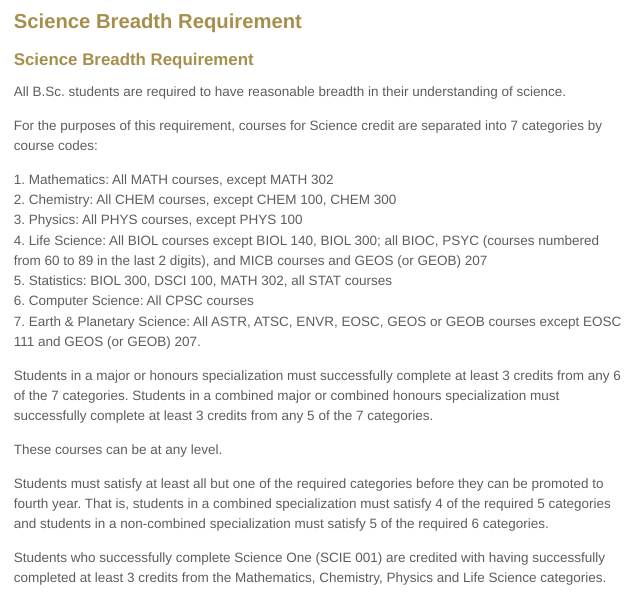 Science Breadth Requirement
Science Breadth Requirement
All B.Sc. students are required to have reasonable breadth in their understanding of science.
For the purposes of this requirement, courses for Science credit are separated into 7 categories by
course codes:
1. Mathematics: All MATH courses, except MATH 302
2. Chemistry: All CHEM courses, except CHEM 100, CHEM 300
3. Physics: All PHYS courses, except PHYS 100
4. Life Science: All BIOL courses except BIOL 140, BIOL 300; all BIOC, PSYC (courses numbered
from 60 to 89 in the last 2 digits), and MICB courses and GEOS (or GEOB) 207
5. Statistics: BIOL 300, DSCI 100, MATH 302, all STAT courses
6. Computer Science: All CPSC courses
7. Earth & Planetary Science: All ASTR, ATSC, ENVR, EOSC, GEOS or GEOB courses except EOSC
111 and GEOS (or GEOB) 207.
Students in a major or honours specialization must successfully complete at least 3 credits from any 6
of the 7 categories. Students in a combined major or combined honours specialization must
successfully complete at least 3 credits from any 5 of the 7 categories.
These courses can be at any level.
Students must satisfy at least all but one of the required categories before they can be promoted to
fourth year. That is, students in a combined specialization must satisfy 4 of the required 5 categories
and students in a non-combined specialization must satisfy 5 of the required 6 categories.
Students who successfully complete Science One (SCIE 001) are credited with having successfully
completed at least 3 credits from the Mathematics, Chemistry, Physics and Life Science categories.